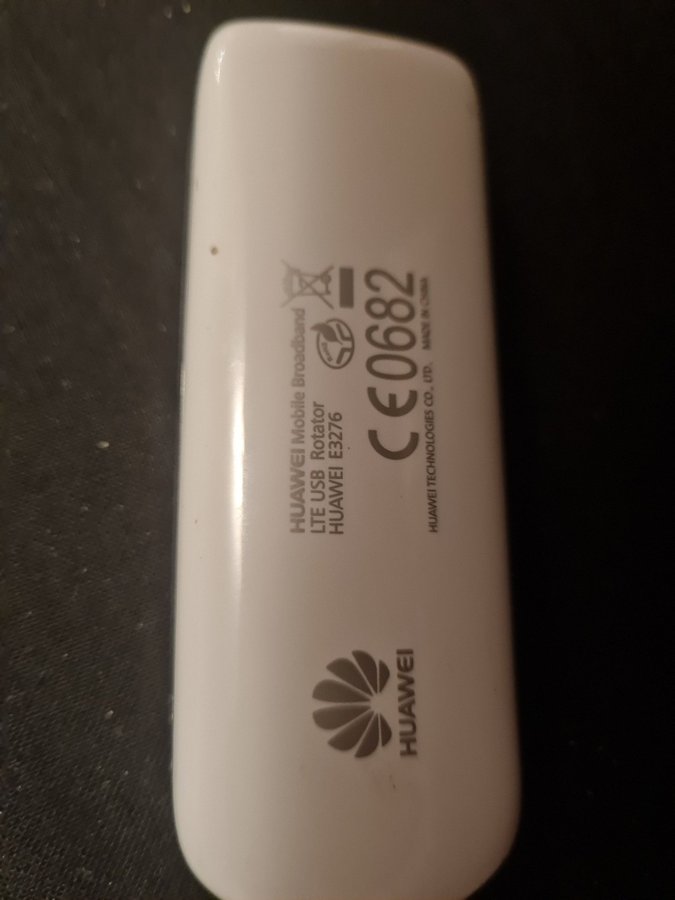 HUAWEI Mobile Broadband
LTE USB Rotator
HUAWEI E3276
CE0682
HUAWEI TECHNOLOGIES CO., LTD. MADE IN CHINA
HUAWEI